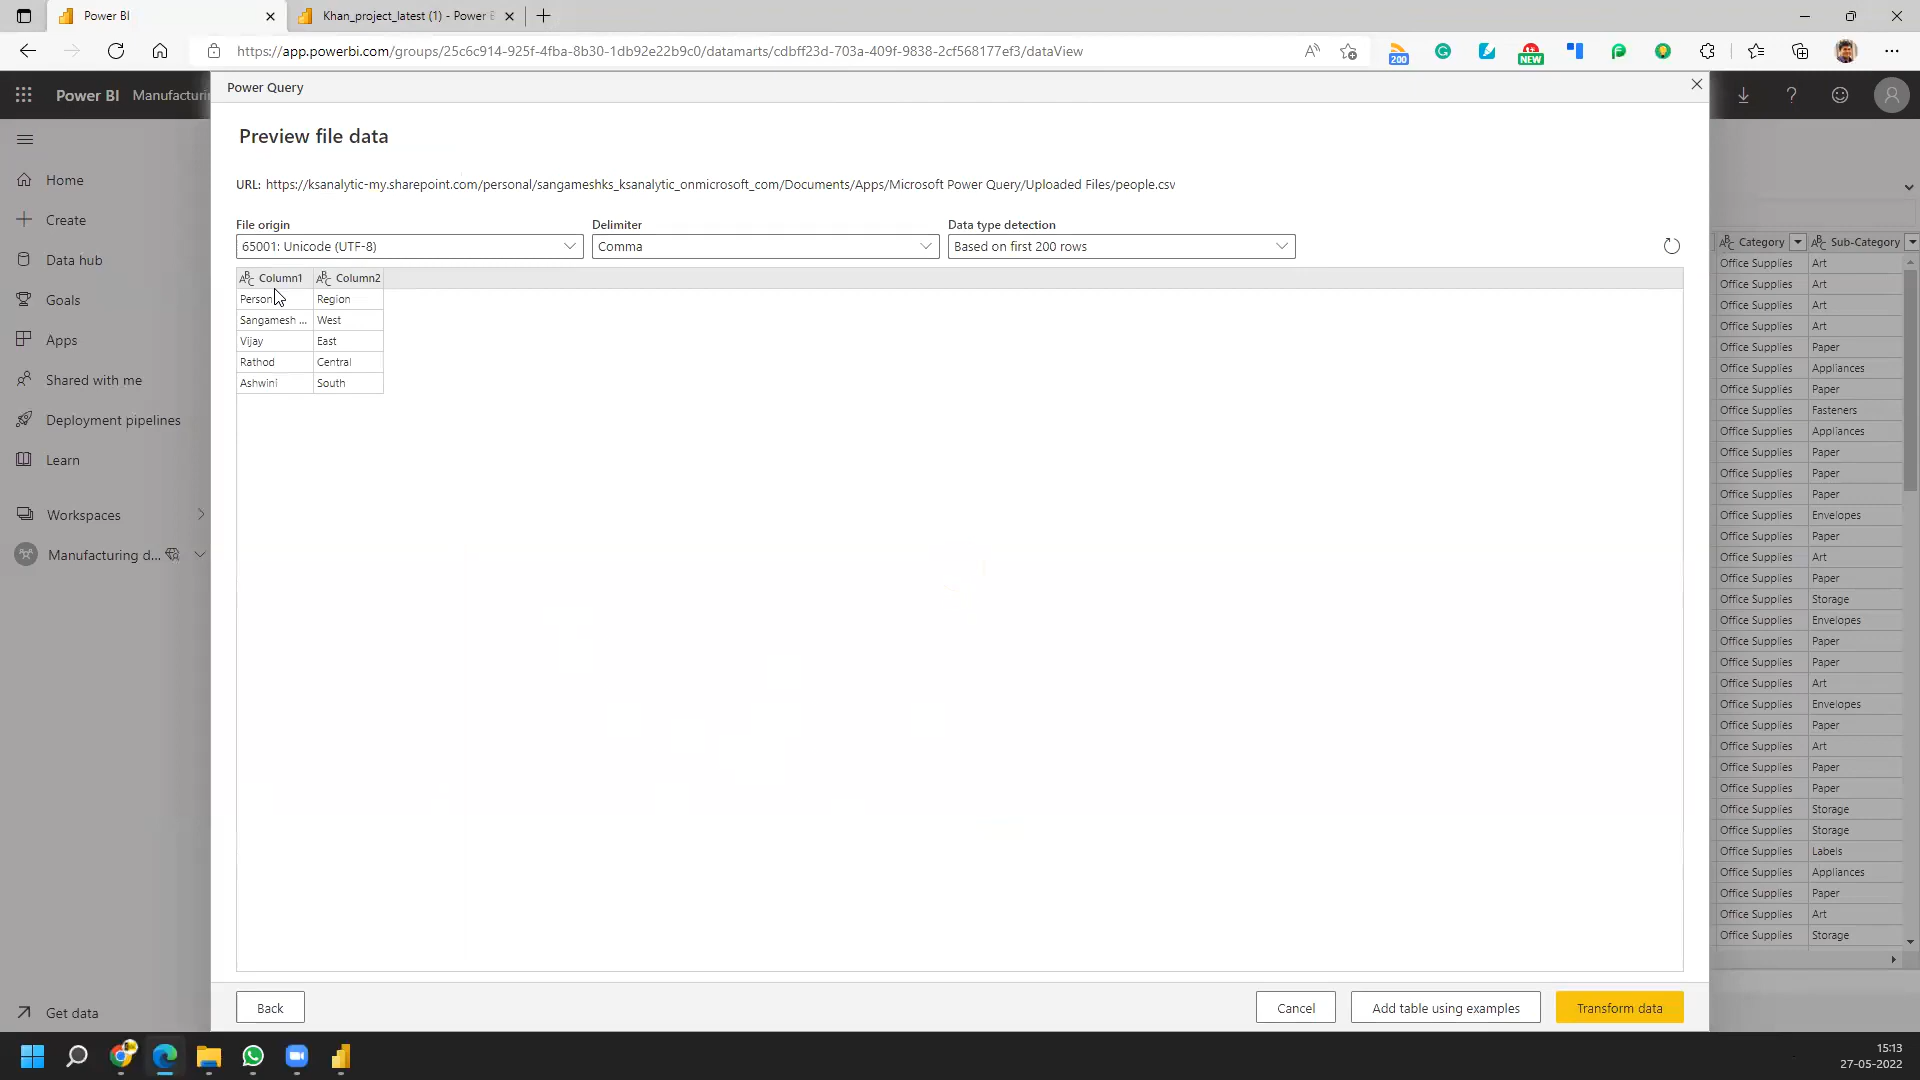 Power BI
Khan_project_latest (1) - Power B
https://app.powerbi.com/groups/25c6c914-925f-4fba-8b30-1db92e22b9c0/datamarts/cdbff23d-703a-409f-9838-2cf568177ef3/dataView
200
NEW
Power BI Manufacturin
Power Query
Home
Create
Data hub
Goals
Apps
Shared with me
Deployment pipelines
Learn
Workspaces
Manufacturing d...
Get data
Preview file data
URL: https://ksanalytic-my.sharepoint.com/personal/sangameshks_ksanalytic_onmicrosoft_com/Documents/Apps/Microsoft Power Query/Uploaded Files/people.csv
File origin Delimiter Data type detection
65001: Unicode (UTF-8) Comma Based on first 200 rows
Column1 Column2
Person Region
Sangamesh ... West
Vijay East
Rathod Central
Ashwini South
Category Sub-Category
Office Supplies Art
Office Supplies Art
Office Supplies Art
Office Supplies Art
Office Supplies Paper
Office Supplies Appliances
Office Supplies Paper
Office Supplies Fasteners
Office Supplies Appliances
Office Supplies Paper
Office Supplies Paper
Office Supplies Paper
Office Supplies Envelopes
Office Supplies Paper
Office Supplies Art
Office Supplies Paper
Office Supplies Storage
Office Supplies Envelopes
Office Supplies Paper
Office Supplies Paper
Office Supplies Art
Office Supplies Envelopes
Office Supplies Paper
Office Supplies Art
Office Supplies Paper
Office Supplies Paper
Office Supplies Storage
Office Supplies Storage
Office Supplies Labels
Office Supplies Appliances
Office Supplies Paper
Office Supplies Art
Office Supplies Storage
Back Cancel Add table using examples Transform data
15:13
27-05-2022